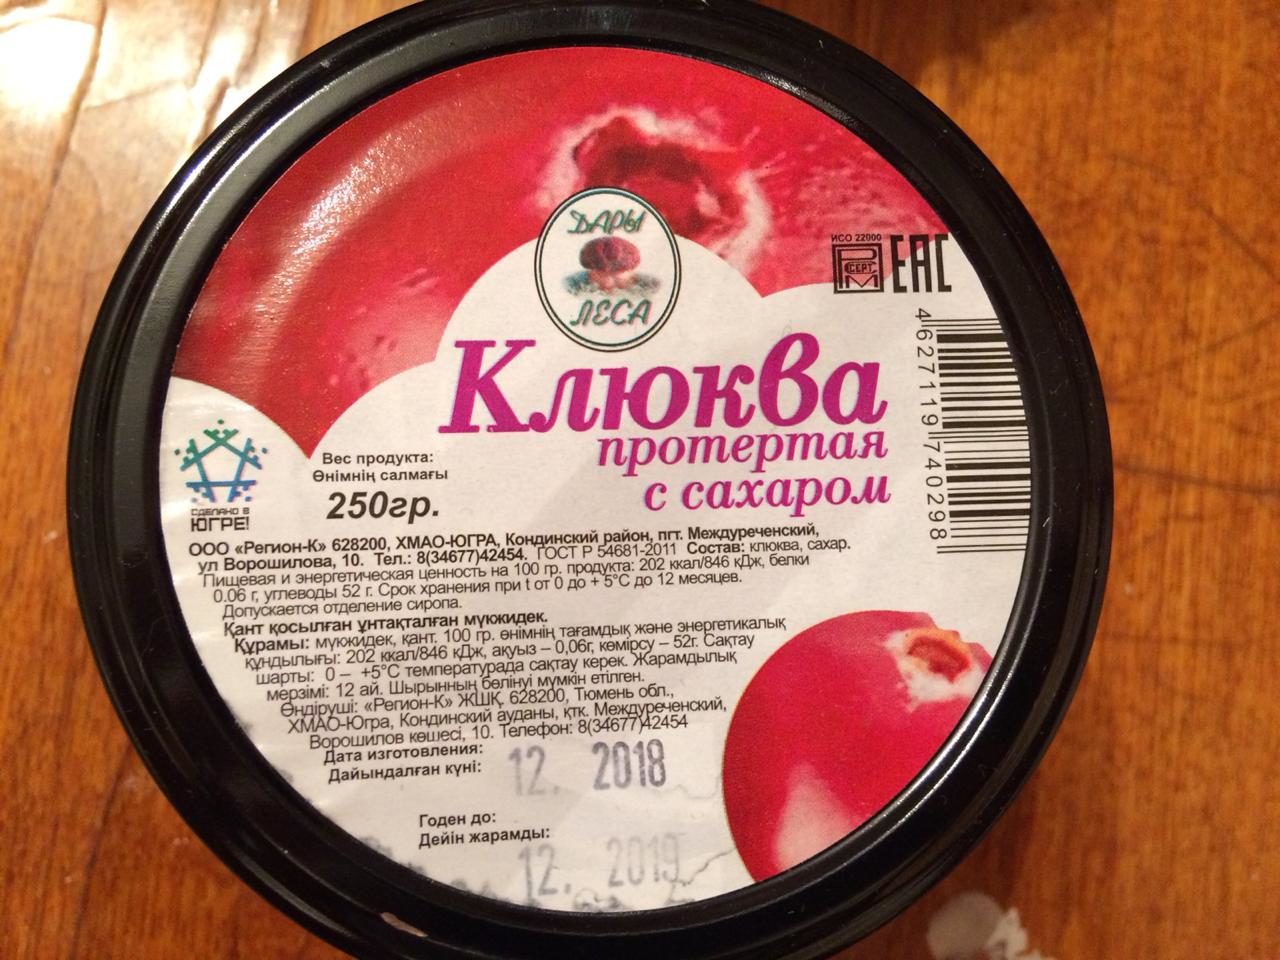 ДАРЫ
ЛЕСА
ИСО 22000
РСМ
СЕРТ
ЕАС
4 627119 740298
Клюква
протертая
с сахаром
СДЕЛАНО В
ЮГРЕ!
Вес продукта:
Өнімнің салмағы
250гр.
ООО «Регион-К» 628200, ХМАО-ЮГРА, Кондинский район, пгт. Междуреченский,
ул Ворошилова, 10. Тел.: 8(34677)42454. ГОСТ Р 54681-2011 Состав: клюква, сахар.
Пищевая и энергетическая ценность на 100 гр. продукта: 202 ккал/846 кДж, белки
0.06 г, углеводы 52 г. Срок хранения при t от 0 до + 5°С до 12 месяцев.
Допускается отделение сиропа.
Қант қосылған ұнтақталған мүкжидек.
Құрамы: мүкжидек, қант. 100 гр. өнімнің тағамдық және энергетикалық
құндылығы: 202 ккал/846 кДж, ақуыз – 0,06г, көмірсу – 52г. Сақтау
шарты: 0 – +5°С температурада сақтау керек. Жарамдылық
мерзімі: 12 ай. Шырынның бөлінуі мүмкін етілген.
Өндіруші: «Регион-К» ЖШҚ, 628200, Тюмень обл.,
ХМАО-Югра, Кондинский ауданы, қтк. Междуреченский,
Ворошилов көшесі, 10. Телефон: 8(34677)42454
Дата изготовления:
Дайындалған күні:
12. 2018
Годен до:
Дейін жарамды:
12. 2019